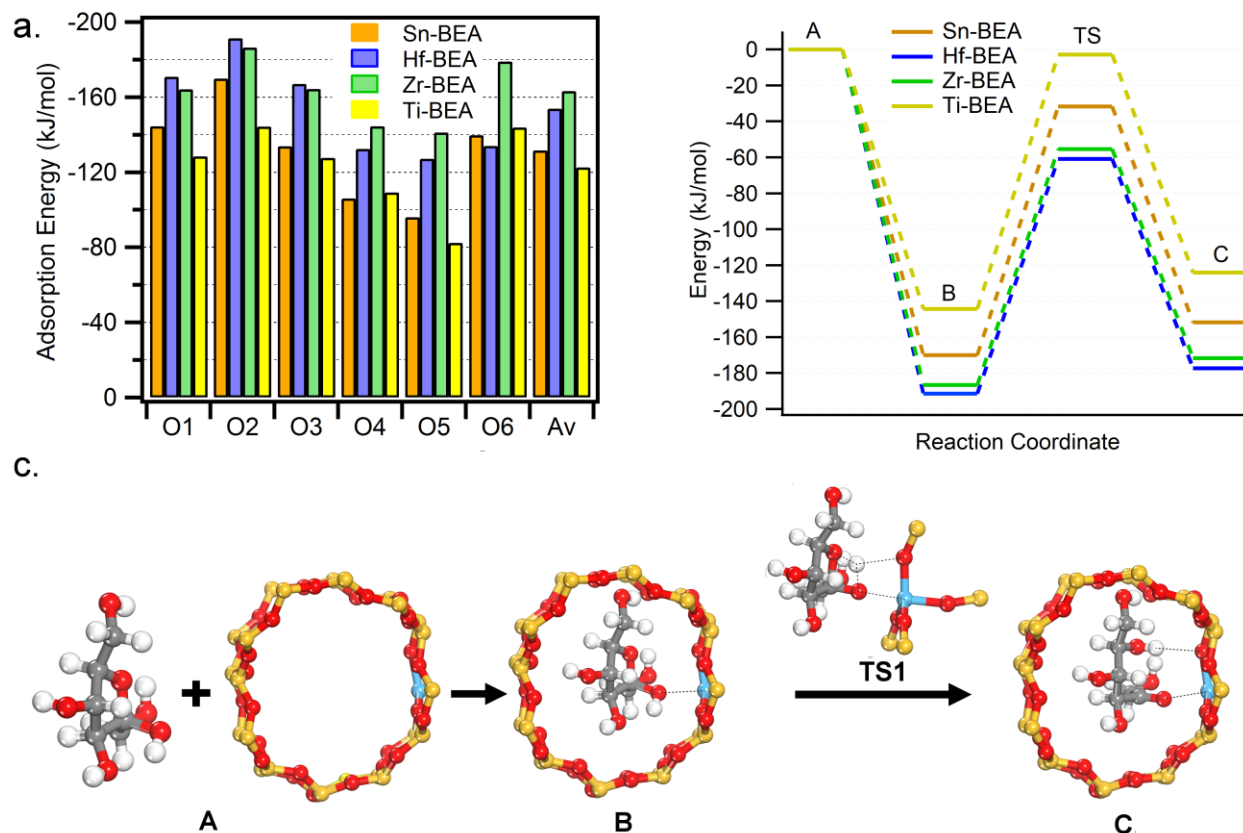 a.
Adsorption Energy (kJ/mol)
-200
-160
-120
-80
-40
0
Sn-BEA
Hf-BEA
Zr-BEA
Ti-BEA
O1 O2 O3 O4 O5 O6 Av
Energy (kJ/mol)
0
-20
-40
-60
-80
-100
-120
-140
-160
-180
-200
A
Sn-BEA
Hf-BEA
Zr-BEA
Ti-BEA
TS
B
C
Reaction Coordinate
c.
+
TS1
A B C